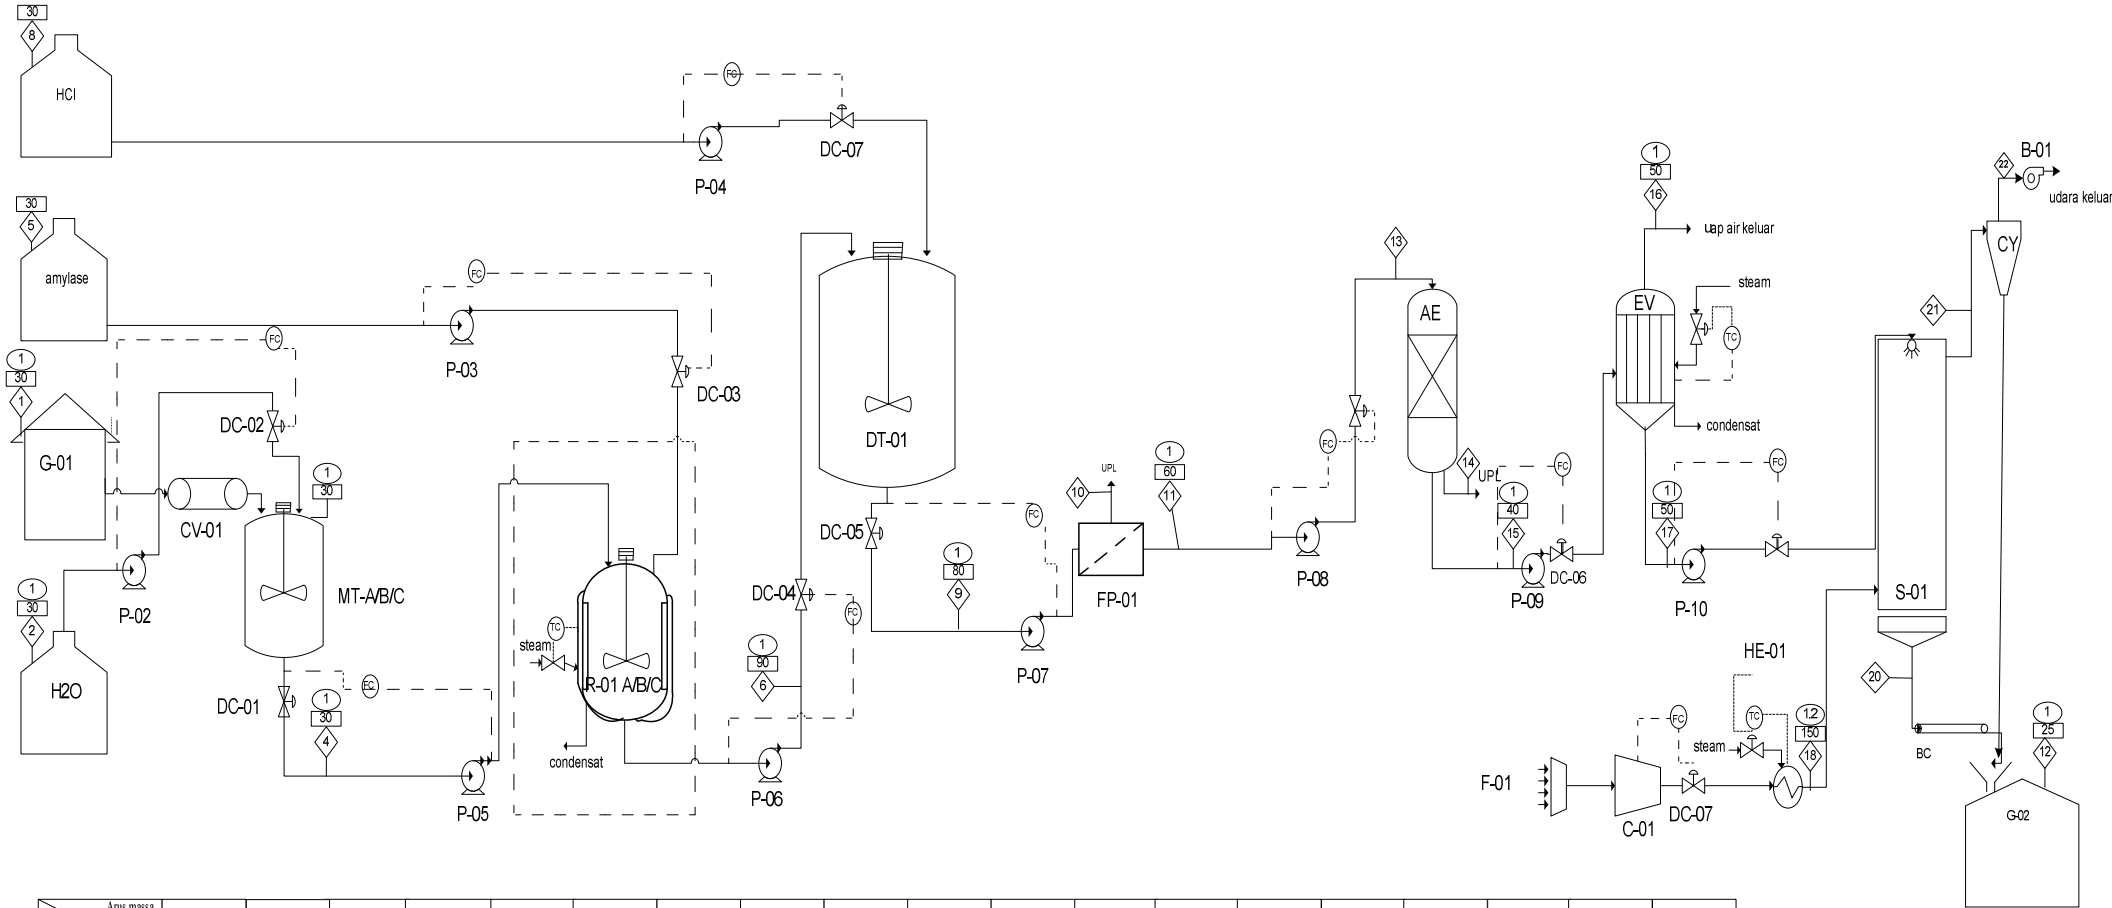 30
8
HCl
FC
DC-07
P-04
30
5
amylase
FC
P-03
DC-03
FC
1
30
1
G-01
DC-02
CV-01
1
30
MT-A/B/C
P-02
1
30
2
H2O
DC-01
FC
1
30
4
P-05
TC
steam
R-01 A/B/C
condensat
1
90
6
P-06
DC-04
FC
DT-01
DC-05
FC
1
80
9
P-07
UPL
10
FP-01
1
60
11
P-08
FC
13
AE
14
UPL
1
40
15
FC
P-09
DC-06
1
50
16
uap air keluar
EV
steam
TC
condensat
1
50
17
FC
P-10
S-01
21
CY
22
B-01
udara keluar
20
BC
HE-01
TC
steam
1.2
150
18
F-01
C-01
FC
DC-07
1
25
12
G-02
Arus massa